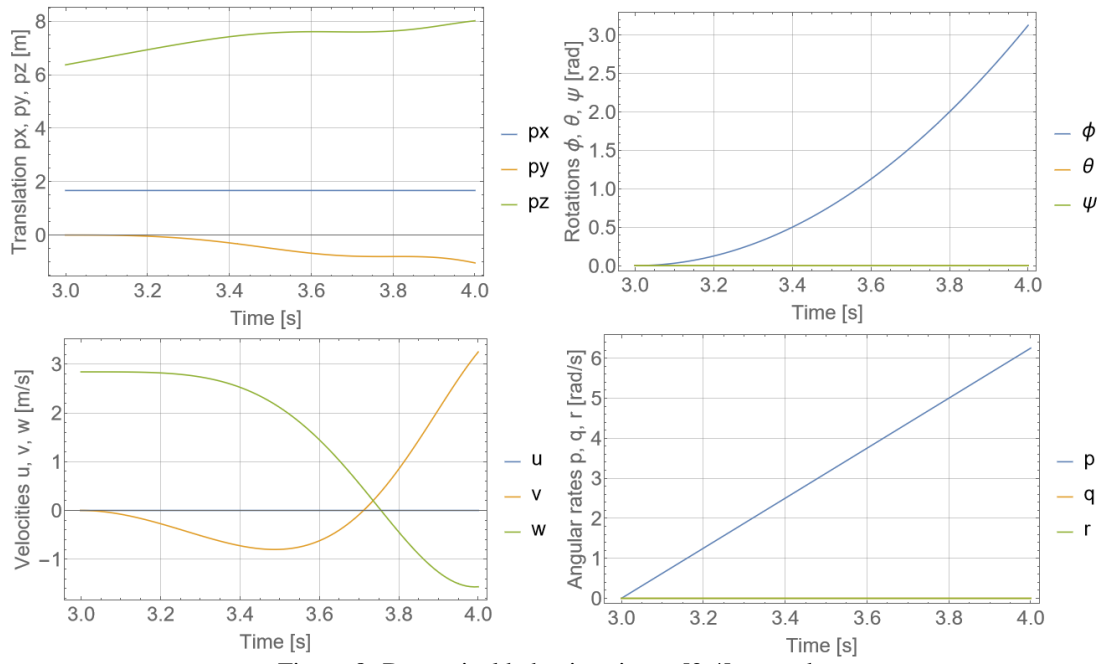 Translation px, py, pz [m]
8
6
4
2
0
3.0 3.2 3.4 3.6 3.8 4.0
Time [s]
px
py
pz
Rotations ϕ, θ, ψ [rad]
3.0
2.5
2.0
1.5
1.0
0.5
0.0
3.0 3.2 3.4 3.6 3.8 4.0
Time [s]
ϕ
θ
ψ
Velocities u, v, w [m/s]
3
2
1
0
−1
3.0 3.2 3.4 3.6 3.8 4.0
Time [s]
u
v
w
Angular rates p, q, r [rad/s]
6
5
4
3
2
1
0
3.0 3.2 3.4 3.6 3.8 4.0
Time [s]
p
q
r
Figure